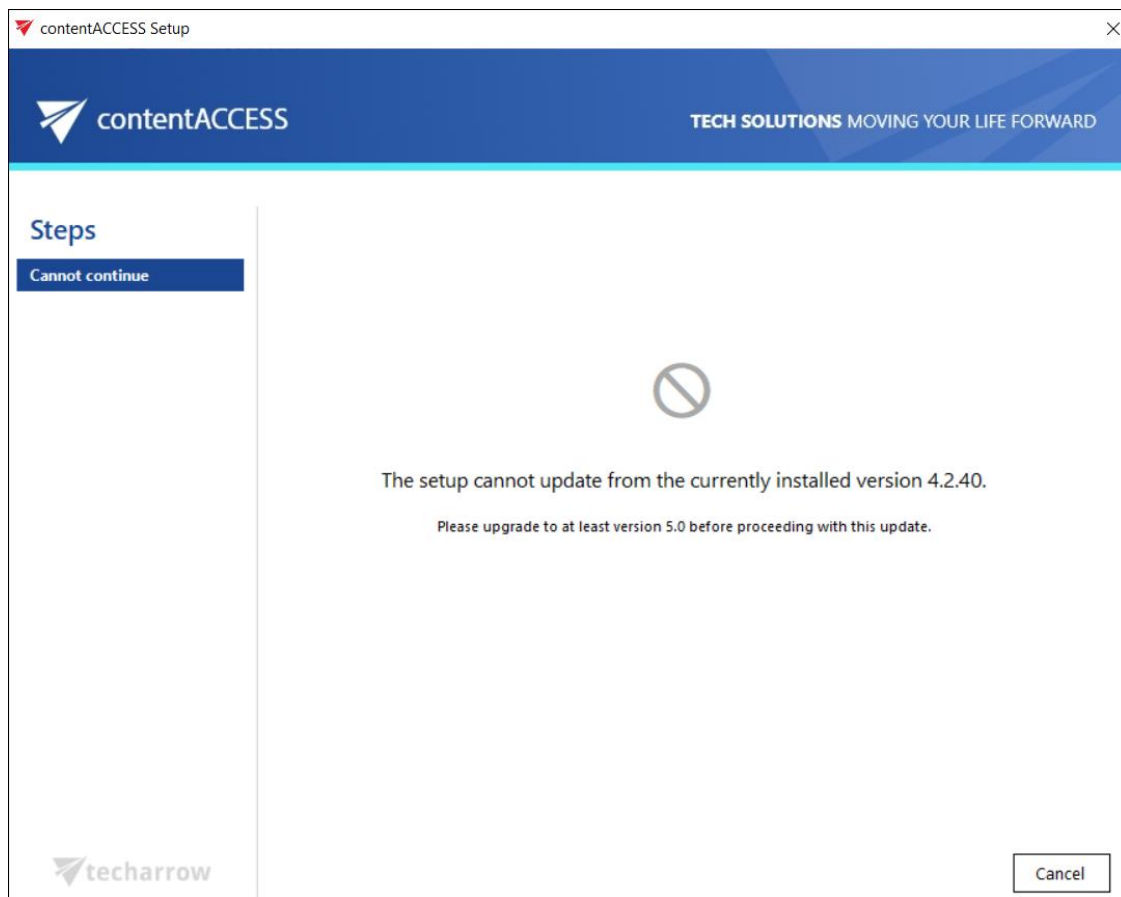 contentACCESS Setup
contentACCESS
TECH SOLUTIONS MOVING YOUR LIFE FORWARD
Steps
Cannot continue
The setup cannot update from the currently installed version 4.2.40.
Please upgrade to at least version 5.0 before proceeding with this update.
techarrow
Cancel